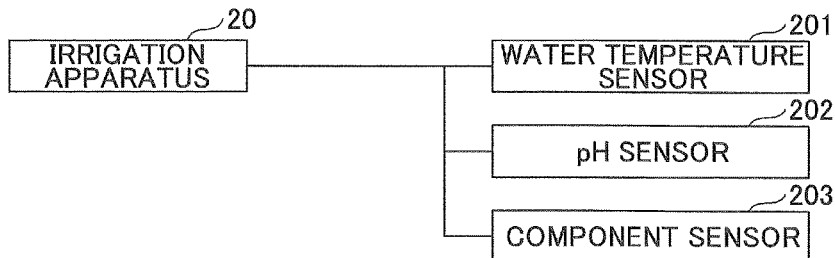 20
IRRIGATION
APPARATUS
201
WATER TEMPERATURE
SENSOR
202
pH SENSOR
203
COMPONENT SENSOR